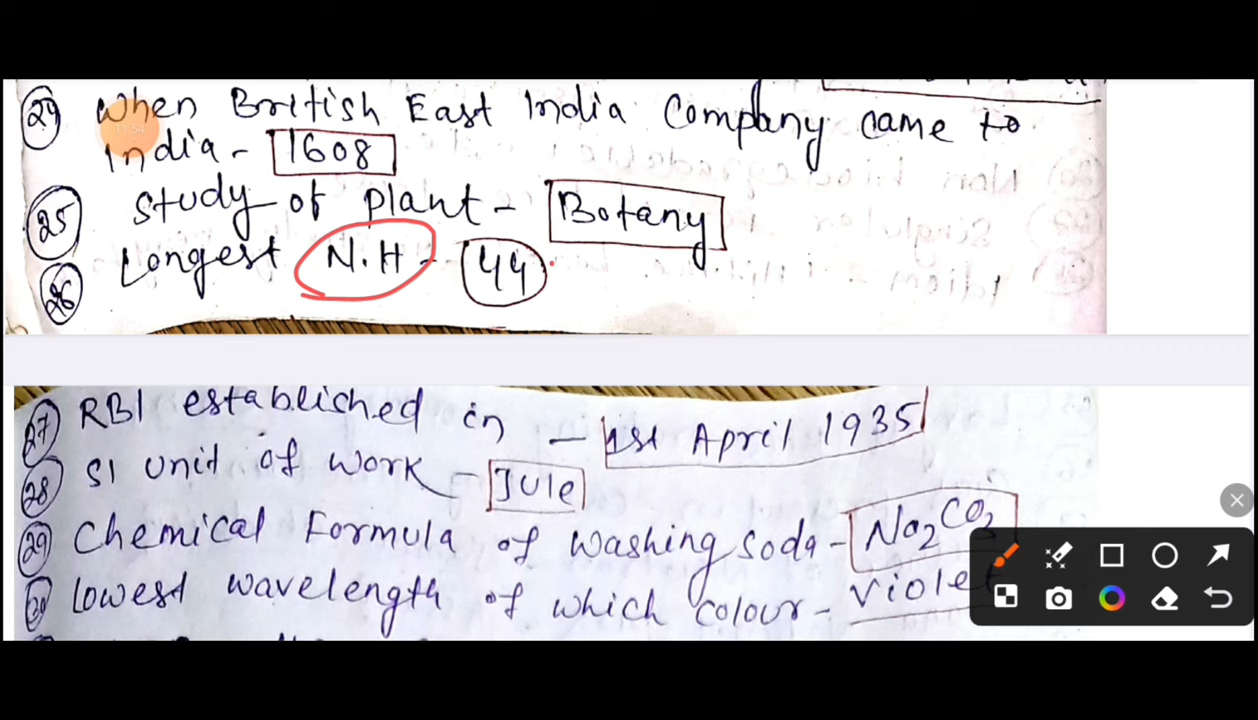 (24) When British East India Company came to
India - 1608
(25) Study of plant - Botany
(26) Longest N.H - 44
(27) RBI established in - 1st April 1935
(28) SI unit of work - Jule
(29) Chemical Formula of washing soda - Na2CO3
(30) Lowest wavelength of which colour - violet